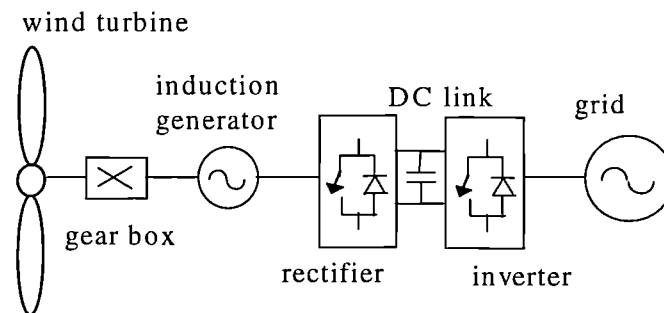 wind turbine
induction
generator
DC link
grid
gear box
rectifier
inverter